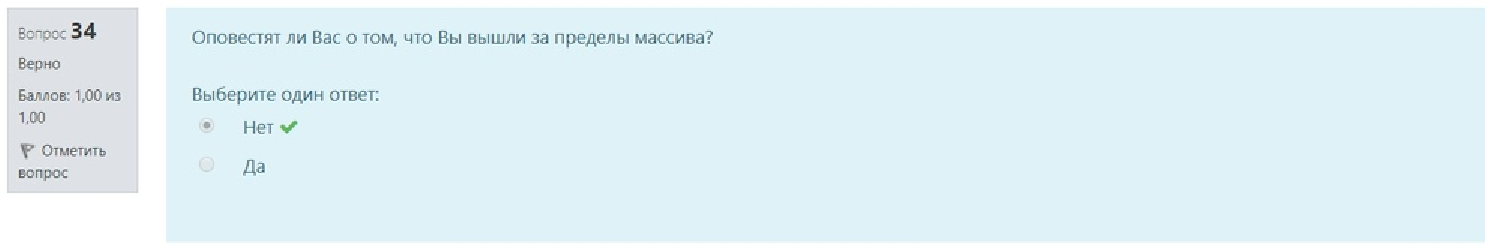 Вопрос 34
Верно
Баллов: 1,00 из
1,00
Отметить
вопрос
Оповестят ли Вас о том, что Вы вышли за пределы массива?
Выберите один ответ:
Нет
Да